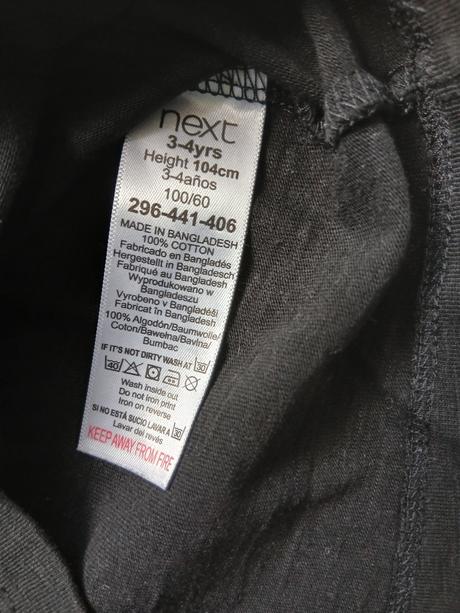 next
3-4yrs
Height 104cm
3-4años
100/60
296-441-406
MADE IN BANGLADESH
100% COTTON
Fabricado en Bangladés
Hergestellt in Bangladesch
Fabriqué au Bangladesh
Wyprodukowano w
Bangladeszu
Vyrobeno v Bangladéši
Fabricat în Bangladesh
100% Algodón/Baumwolle/
Coton/Bawełna/Bavlna/
Bumbac
IF IT'S NOT DIRTY WASH AT 30
40
Wash inside out
Do not iron print
Iron on reverse
SI NO ESTÁ SUCIO LAVAR A 30
Lavar del revés
KEEP AWAY FROM FIRE